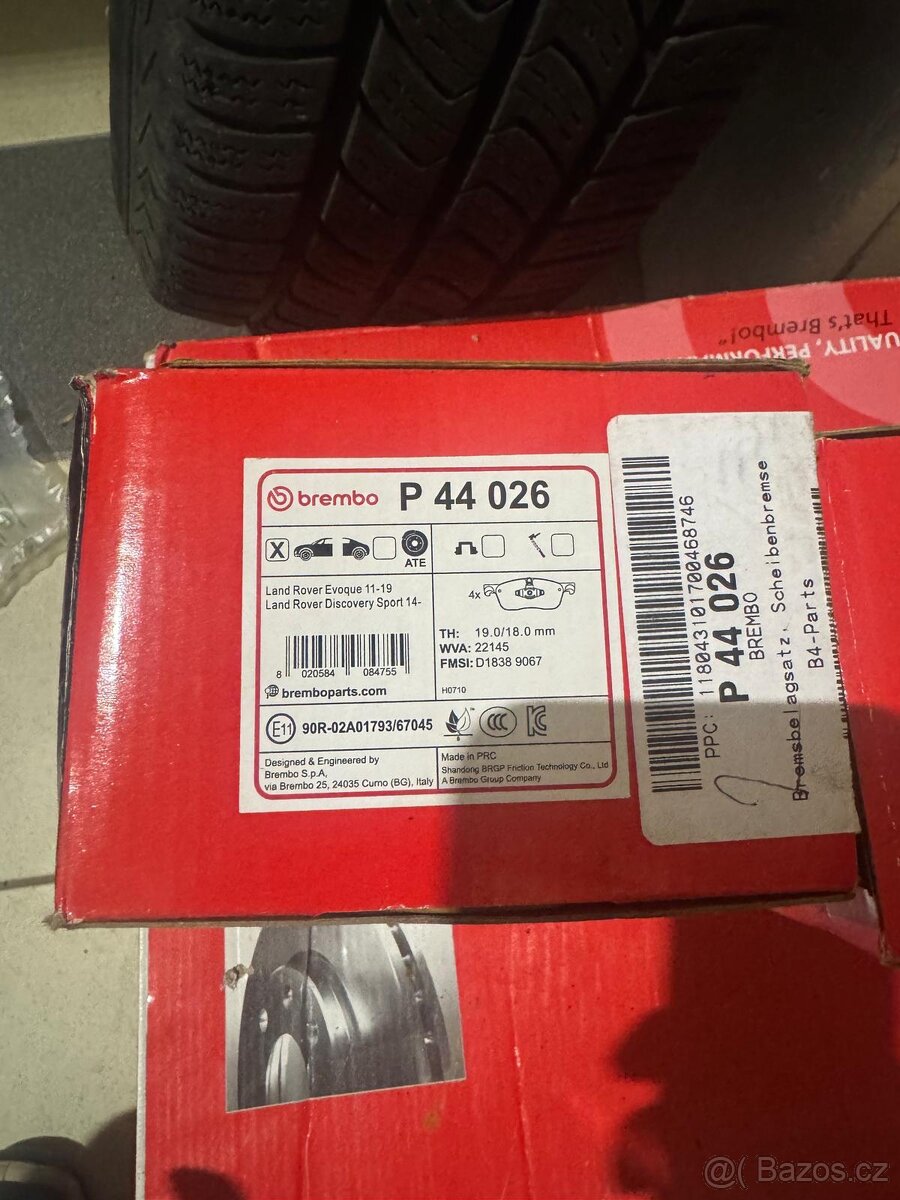 That's Brembo!"
UALITY, PERFORM
brembo P 44 026
X
ATE
Land Rover Evoque 11-19
Land Rover Discovery Sport 14-
4x
TH: 19.0/18.0 mm
WVA: 22145
FMSI: D1838 9067
8 020584 084755
bremboparts.com
H0710
E11 90R-02A01793/67045
CCC
Designed & Engineered by
Brembo S.p.A,
via Brembo 25, 24035 Curno (BG), Italy
Made in PRC
Shandong BRGP Friction Technology Co., Ltd
A Brembo Group Company
PPC: 118043101700468746
P 44 026
BREMBO
Bremsbelagsatz, Scheibenbremse
B4-Parts
@( Bazos.cz